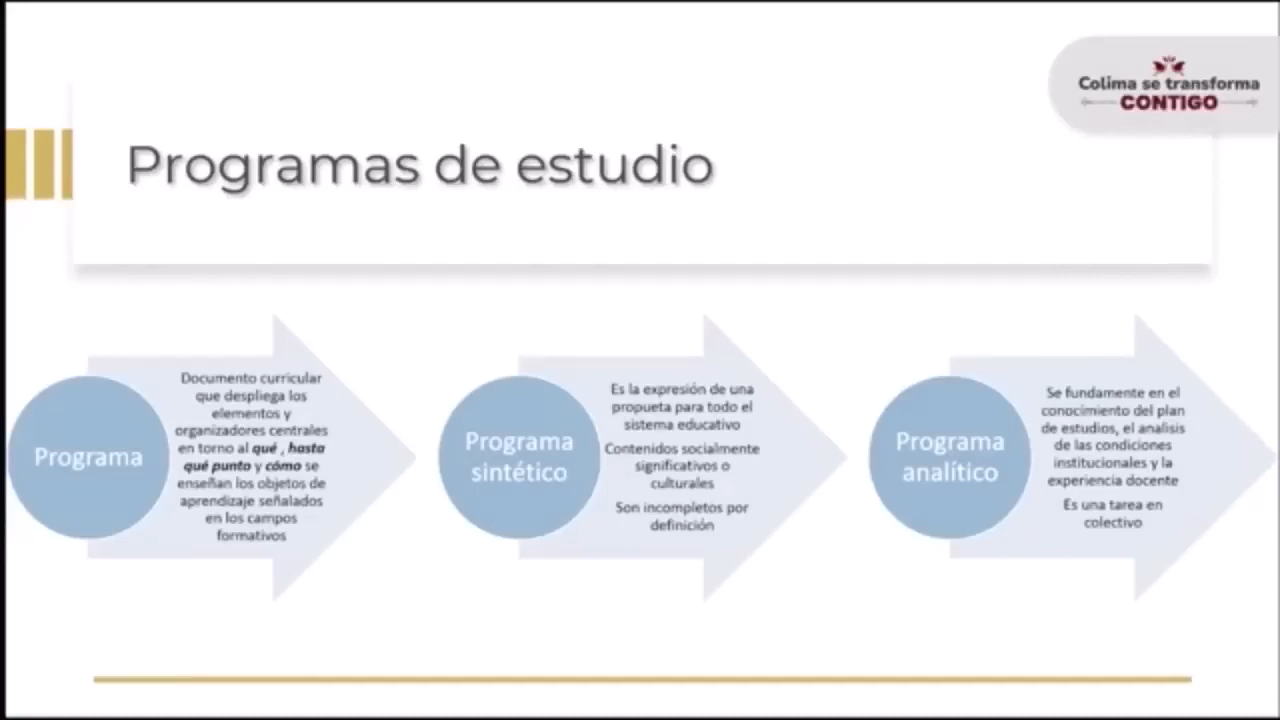 Colima se transforma
CONTIGO
Programas de estudio
Programa
Documento curricular
que despliega los
elementos y
organizadores centrales
en torno al qué , hasta
qué punto y cómo se
enseñan los objetos de
aprendizaje señalados
en los campos
formativos
Programa
sintético
Es la expresión de una
propueta para todo el
sistema educativo
Contenidos socialmente
significativos o
culturales
Son incompletos por
definición
Programa
analítico
Se fundamente en el
conocimiento del plan
de estudios, el analisis
de las condiciones
institucionales y la
experiencia docente
Es una tarea en
colectivo